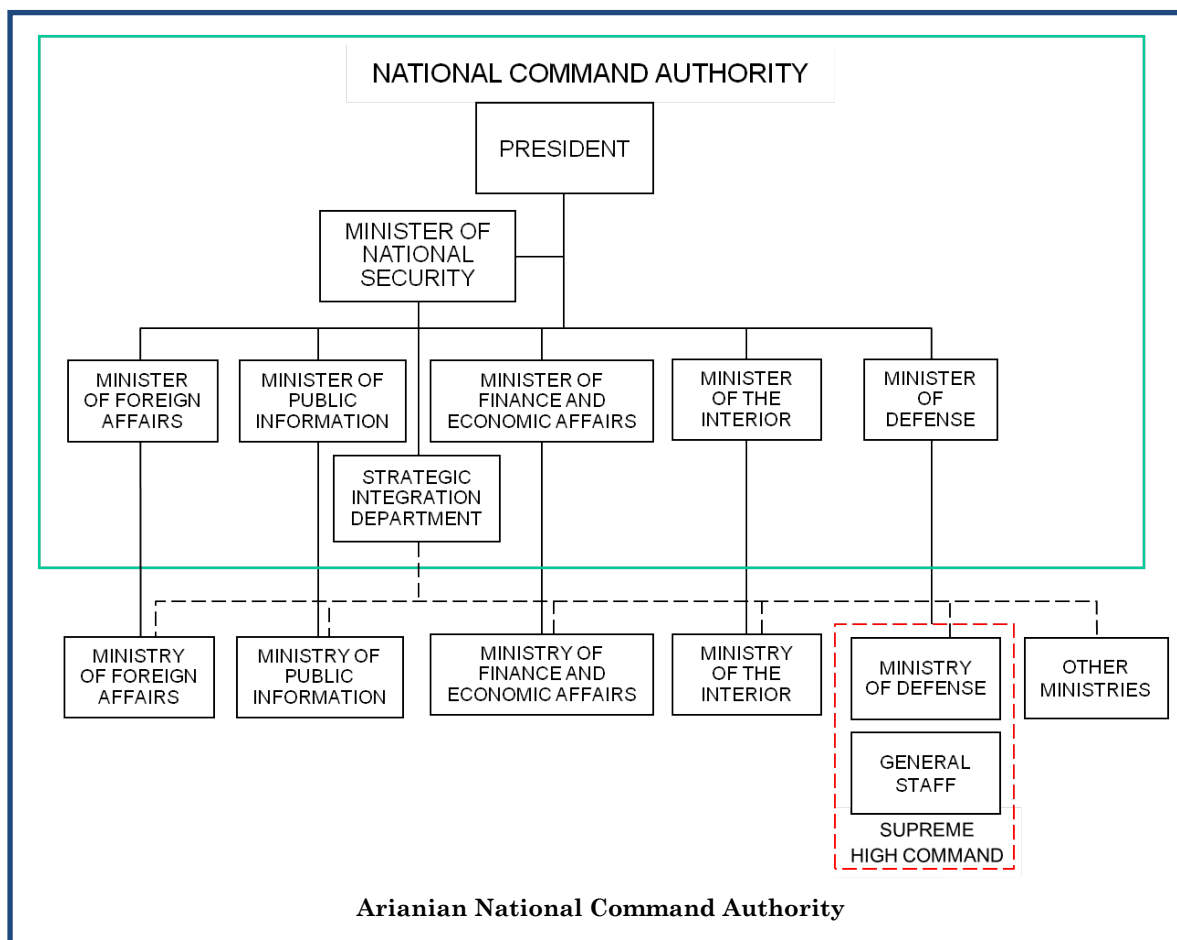 NATIONAL COMMAND AUTHORITY
PRESIDENT
MINISTER OF
NATIONAL
SECURITY
MINISTER
OF FOREIGN
AFFAIRS
MINISTER OF
PUBLIC
INFORMATION
MINISTER OF
FINANCE AND
ECONOMIC AFFAIRS
MINISTER
OF THE
INTERIOR
MINISTER
OF
DEFENSE
STRATEGIC
INTEGRATION
DEPARTMENT
MINISTRY
OF FOREIGN
AFFAIRS
MINISTRY OF
PUBLIC
INFORMATION
MINISTRY OF
FINANCE AND
ECONOMIC AFFAIRS
MINISTRY
OF THE
INTERIOR
MINISTRY
OF DEFENSE
OTHER
MINISTRIES
GENERAL
STAFF
SUPREME
HIGH COMMAND
Arianian National Command Authority